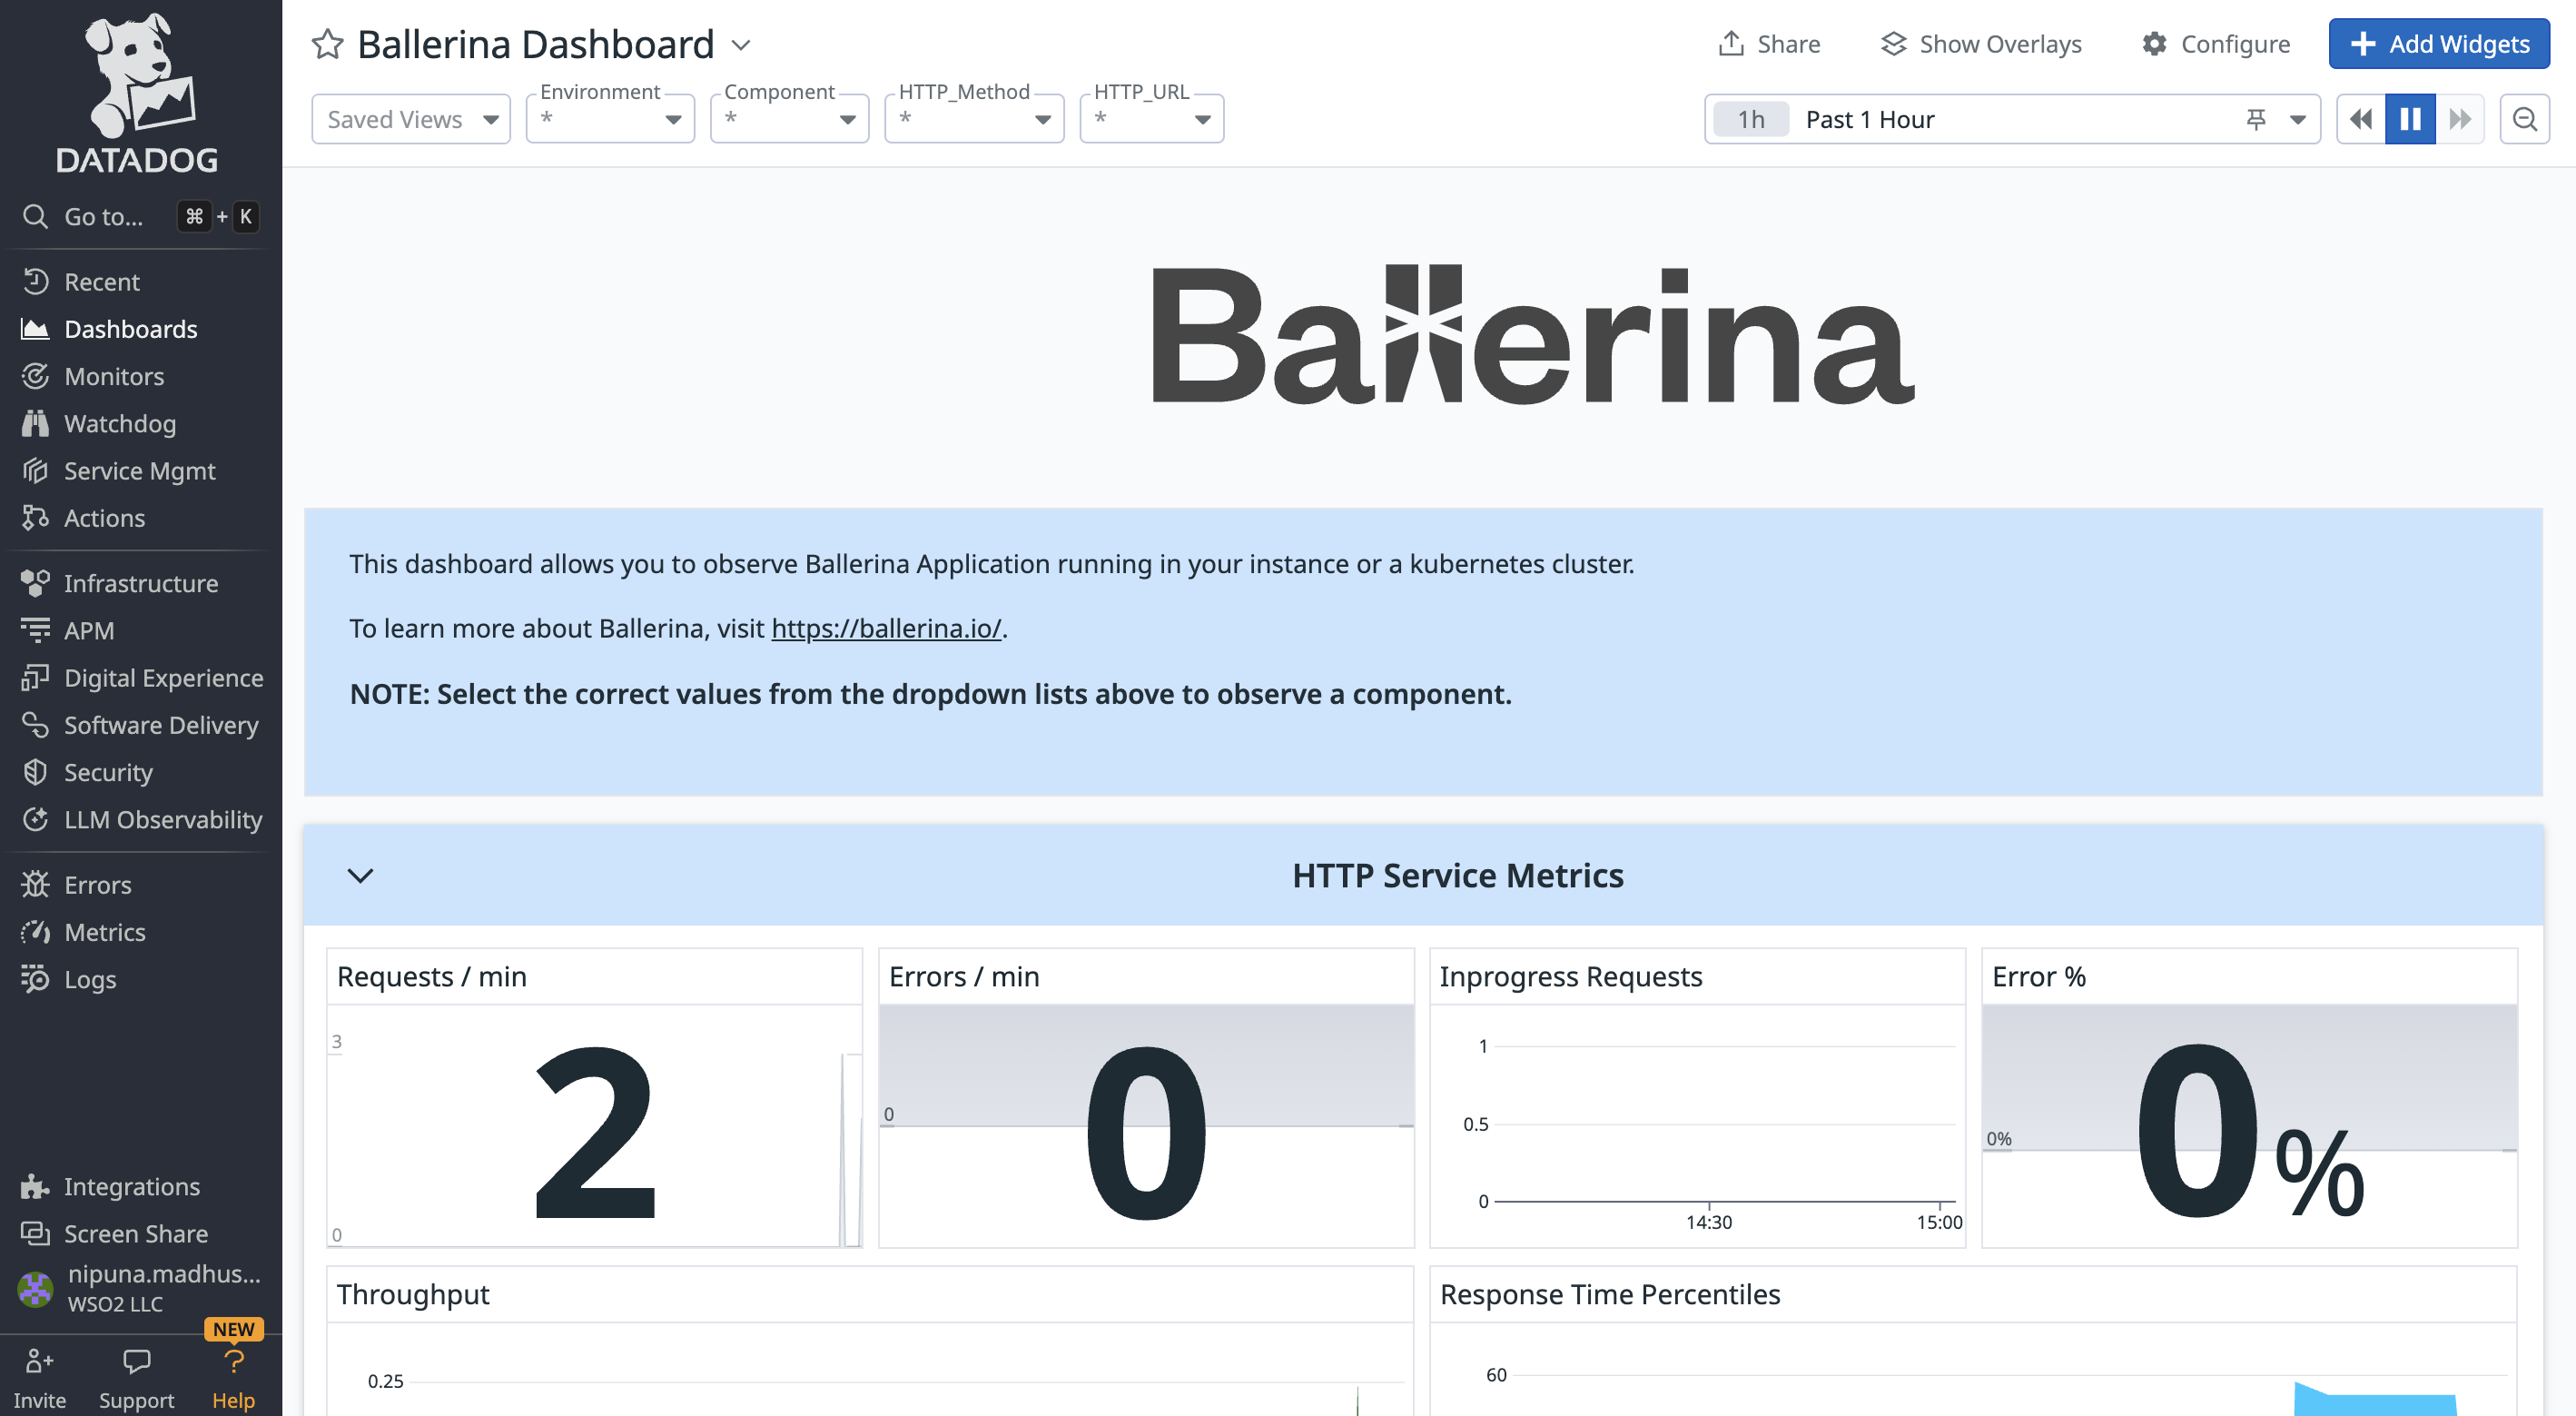 DATADOG
Go to...
⌘ + K
Recent
Dashboards
Monitors
Watchdog
Service Mgmt
Actions
Infrastructure
APM
Digital Experience
Software Delivery
Security
LLM Observability
Errors
Metrics
Logs
Integrations
Screen Share
nipuna.madhus...
WSO2 LLC
NEW
Invite
Support
Help
Ballerina Dashboard
Share
Show Overlays
Configure
Add Widgets
Saved Views
Environment
*
Component
*
HTTP_Method
*
HTTP_URL
*
1h
Past 1 Hour
Ballerina
This dashboard allows you to observe Ballerina Application running in your instance or a kubernetes cluster.
To learn more about Ballerina, visit https://ballerina.io/.
NOTE: Select the correct values from the dropdown lists above to observe a component.
HTTP Service Metrics
Requests / min
3
2
0
Errors / min
0
0
Inprogress Requests
1
0.5
0
14:30
15:00
Error %
0%
0%
Throughput
0.25
Response Time Percentiles
60